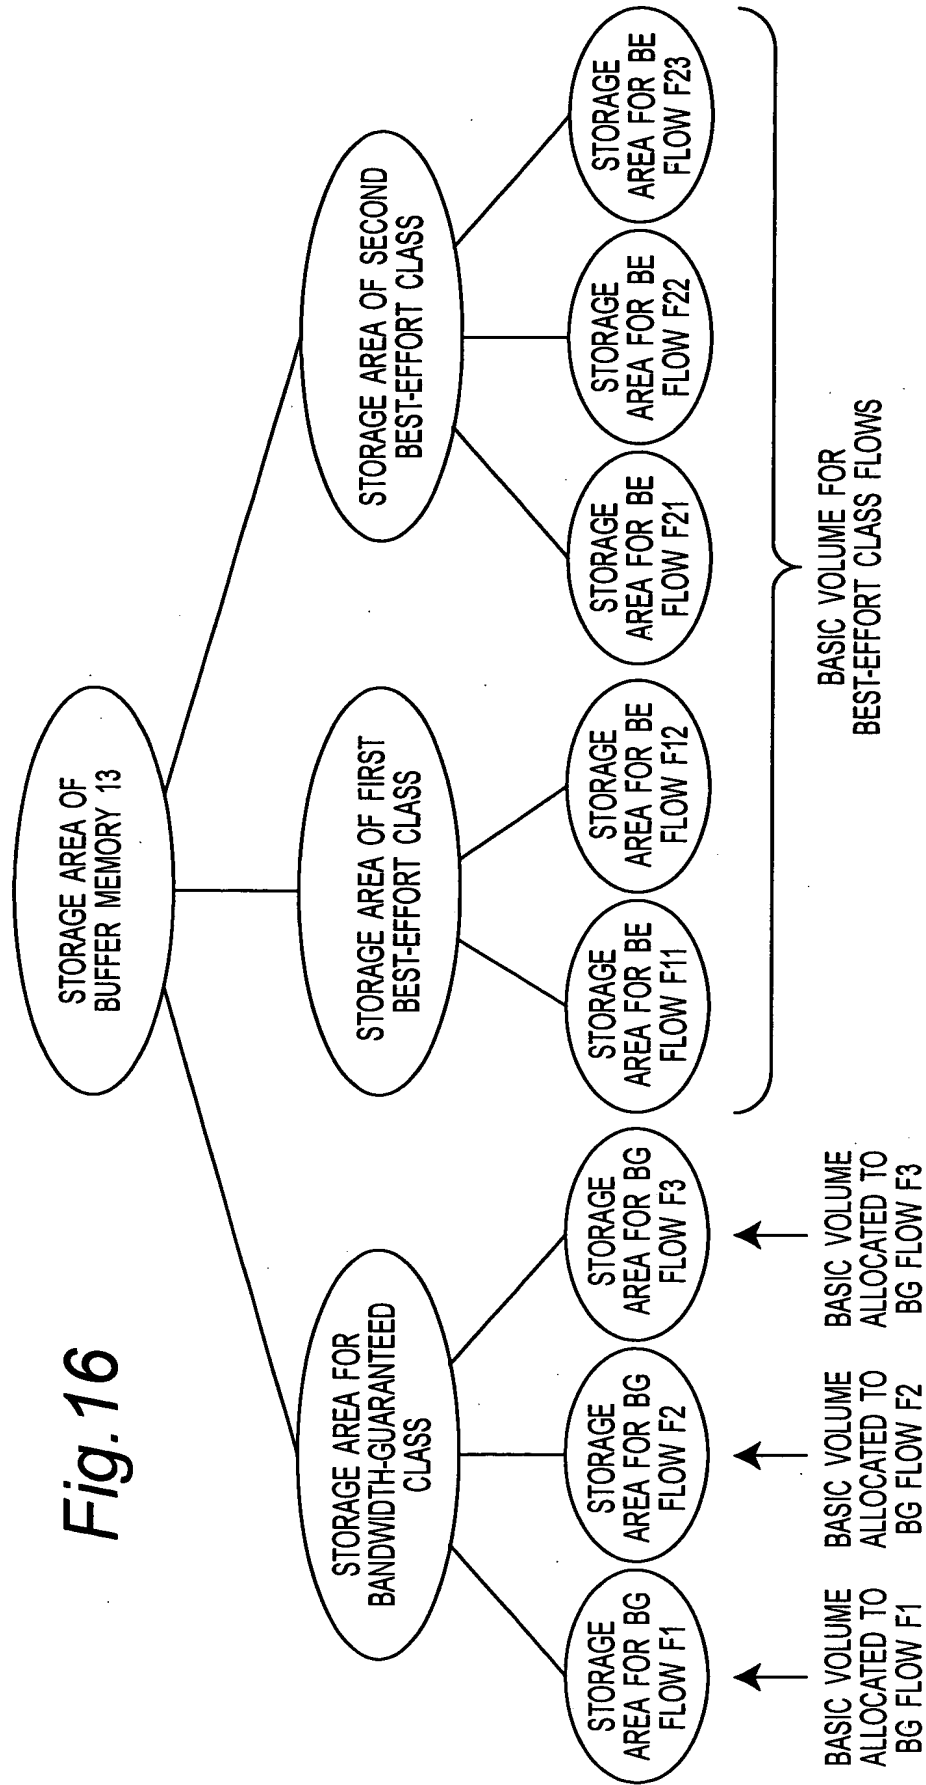 Fig.16
STORAGE AREA OF
BUFFER MEMORY 13
STORAGE AREA FOR
BANDWIDTH-GUARANTEED
CLASS
STORAGE AREA OF FIRST
BEST-EFFORT CLASS
STORAGE AREA OF SECOND
BEST-EFFORT CLASS
STORAGE
AREA FOR BG
FLOW F1
STORAGE
AREA FOR BG
FLOW F2
STORAGE
AREA FOR BG
FLOW F3
STORAGE
AREA FOR BE
FLOW F11
STORAGE
AREA FOR BE
FLOW F12
STORAGE
AREA FOR BE
FLOW F21
STORAGE
AREA FOR BE
FLOW F22
STORAGE
AREA FOR BE
FLOW F23
BASIC VOLUME
ALLOCATED TO
BG FLOW F1
BASIC VOLUME
ALLOCATED TO
BG FLOW F2
BASIC VOLUME
ALLOCATED TO
BG FLOW F3
BASIC VOLUME FOR
BEST-EFFORT CLASS FLOWS